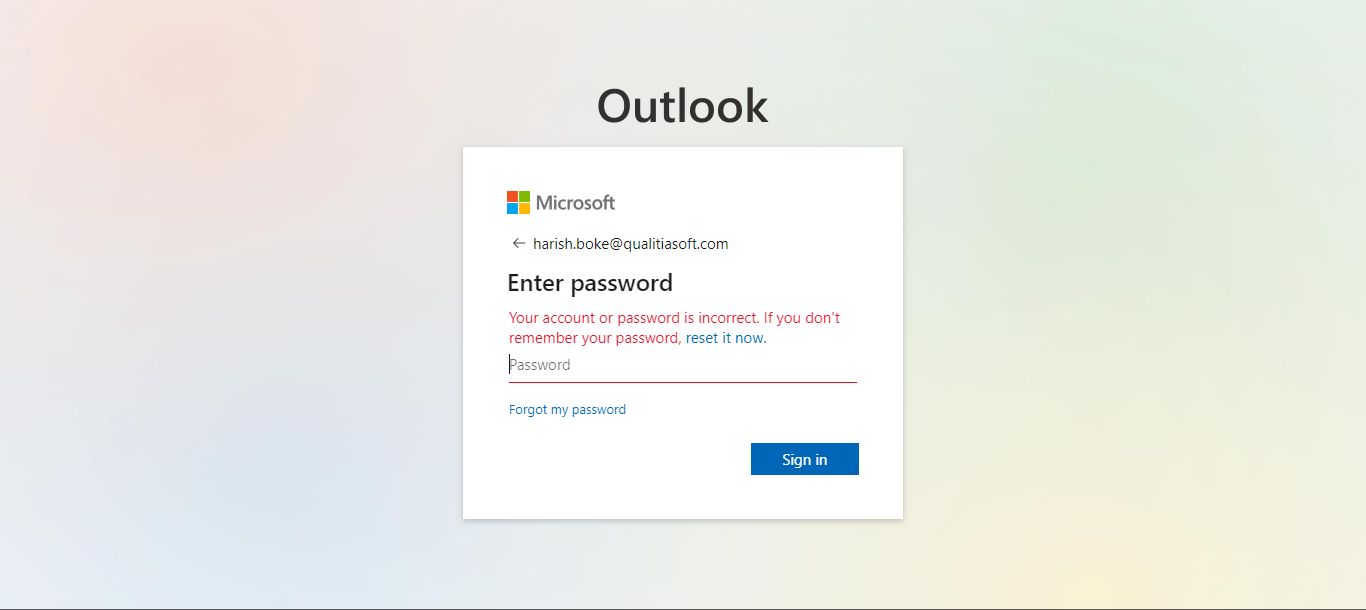 Outlook
Microsoft
harish.boke@qualitiasoft.com
Enter password
Your account or password is incorrect. If you don't
remember your password, reset it now.
Password
Forgot my password
Sign in